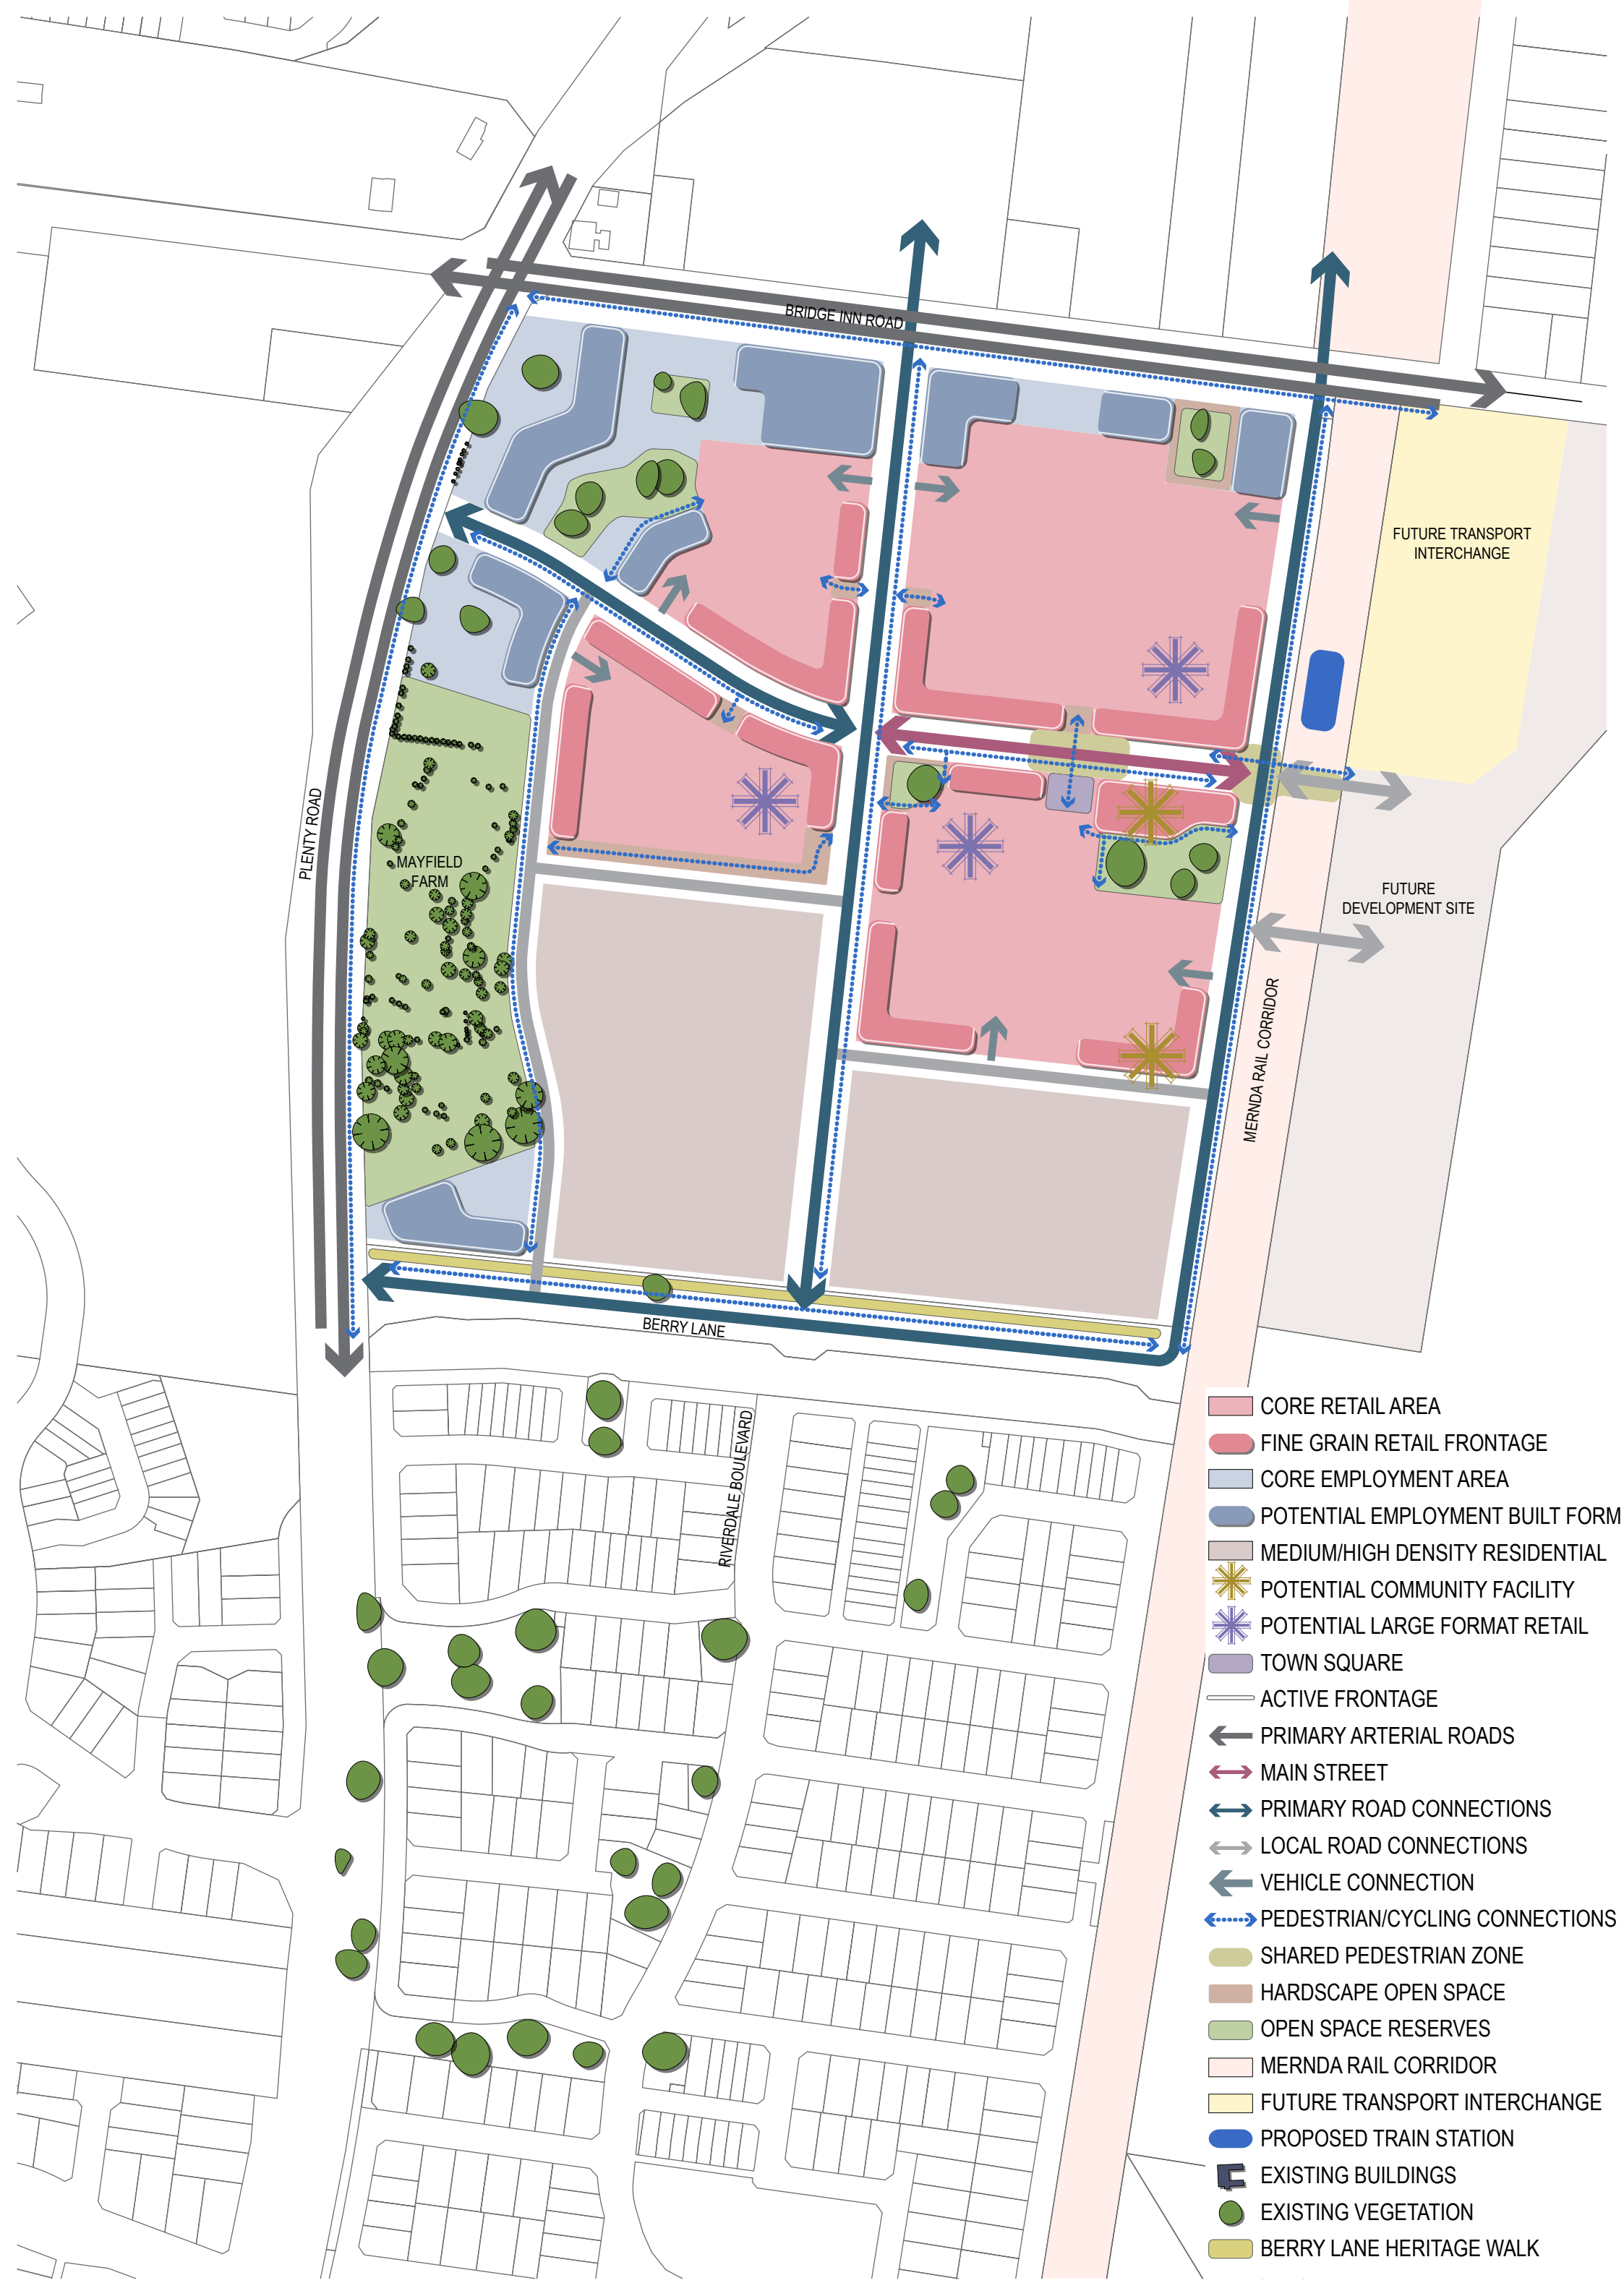 BRIDGE INN ROAD
FUTURE TRANSPORT
INTERCHANGE
PLENTY ROAD
MAYFIELD
FARM
FUTURE
DEVELOPMENT SITE
MERNDA RAIL CORRIDOR
BERRY LANE
RIVERDALE BOULEVARD
CORE RETAIL AREA
FINE GRAIN RETAIL FRONTAGE
CORE EMPLOYMENT AREA
POTENTIAL EMPLOYMENT BUILT FORM
MEDIUM/HIGH DENSITY RESIDENTIAL
POTENTIAL COMMUNITY FACILITY
POTENTIAL LARGE FORMAT RETAIL
TOWN SQUARE
ACTIVE FRONTAGE
PRIMARY ARTERIAL ROADS
MAIN STREET
PRIMARY ROAD CONNECTIONS
LOCAL ROAD CONNECTIONS
VEHICLE CONNECTION
PEDESTRIAN/CYCLING CONNECTIONS
SHARED PEDESTRIAN ZONE
HARDSCAPE OPEN SPACE
OPEN SPACE RESERVES
MERNDA RAIL CORRIDOR
FUTURE TRANSPORT INTERCHANGE
PROPOSED TRAIN STATION
EXISTING BUILDINGS
EXISTING VEGETATION
BERRY LANE HERITAGE WALK